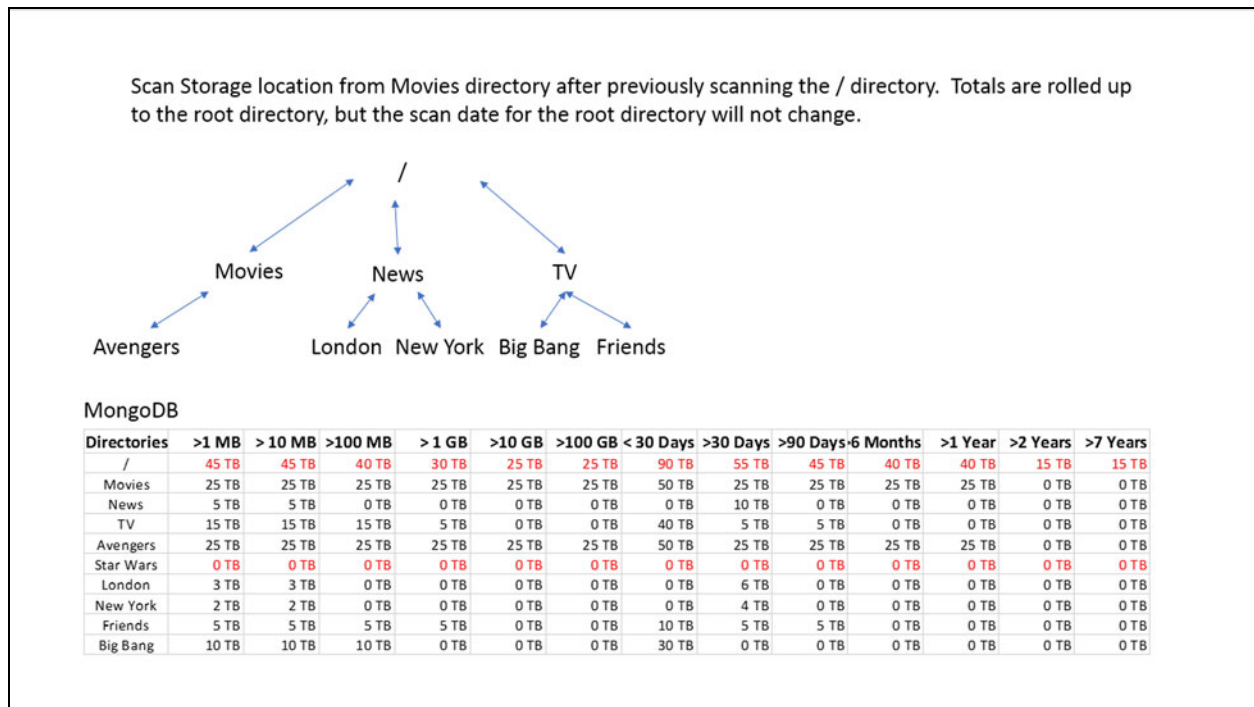 Scan Storage location from Movies directory after previously scanning the / directory.  Totals are rolled up
to the root directory, but the scan date for the root directory will not change.
/
Movies News TV
Avengers London New York Big Bang Friends
MongoDB
Directories >1 MB > 10 MB >100 MB > 1 GB >10 GB >100 GB < 30 Days >30 Days >90 Days 6 Months >1 Year >2 Years >7 Years
/ 45 TB 45 TB 40 TB 30 TB 25 TB 25 TB 90 TB 55 TB 45 TB 40 TB 40 TB 15 TB 15 TB
Movies 25 TB 25 TB 25 TB 25 TB 25 TB 25 TB 50 TB 25 TB 25 TB 25 TB 25 TB 0 TB 0 TB
News 5 TB 5 TB 0 TB 0 TB 0 TB 0 TB 0 TB 10 TB 0 TB 0 TB 0 TB 0 TB 0 TB
TV 15 TB 15 TB 15 TB 5 TB 0 TB 0 TB 40 TB 5 TB 5 TB 0 TB 0 TB 0 TB 0 TB
Avengers 25 TB 25 TB 25 TB 25 TB 25 TB 25 TB 50 TB 25 TB 25 TB 25 TB 25 TB 0 TB 0 TB
Star Wars 0 TB 0 TB 0 TB 0 TB 0 TB 0 TB 0 TB 0 TB 0 TB 0 TB 0 TB 0 TB 0 TB
London 3 TB 3 TB 0 TB 0 TB 0 TB 0 TB 0 TB 6 TB 0 TB 0 TB 0 TB 0 TB 0 TB
New York 2 TB 2 TB 0 TB 0 TB 0 TB 0 TB 0 TB 4 TB 0 TB 0 TB 0 TB 0 TB 0 TB
Friends 5 TB 5 TB 5 TB 5 TB 0 TB 0 TB 10 TB 5 TB 5 TB 0 TB 0 TB 0 TB 0 TB
Big Bang 10 TB 10 TB 10 TB 0 TB 0 TB 0 TB 30 TB 0 TB 0 TB 0 TB 0 TB 0 TB 0 TB